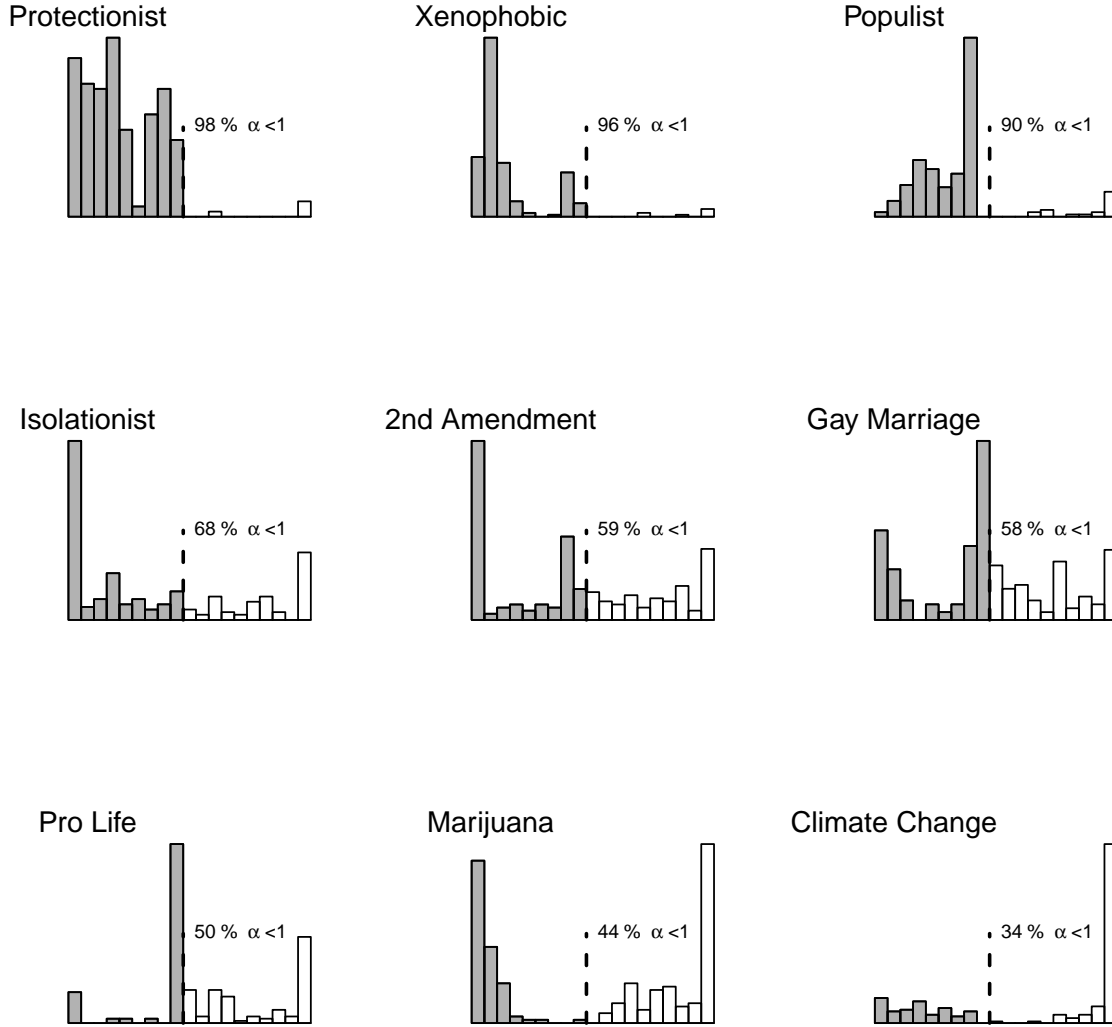 Protectionist
98 % α <1
Xenophobic
96 % α <1
Populist
90 % α <1
Isolationist
68 % α <1
2nd Amendment
59 % α <1
Gay Marriage
58 % α <1
Pro Life
50 % α <1
Marijuana
44 % α <1
Climate Change
34 % α <1